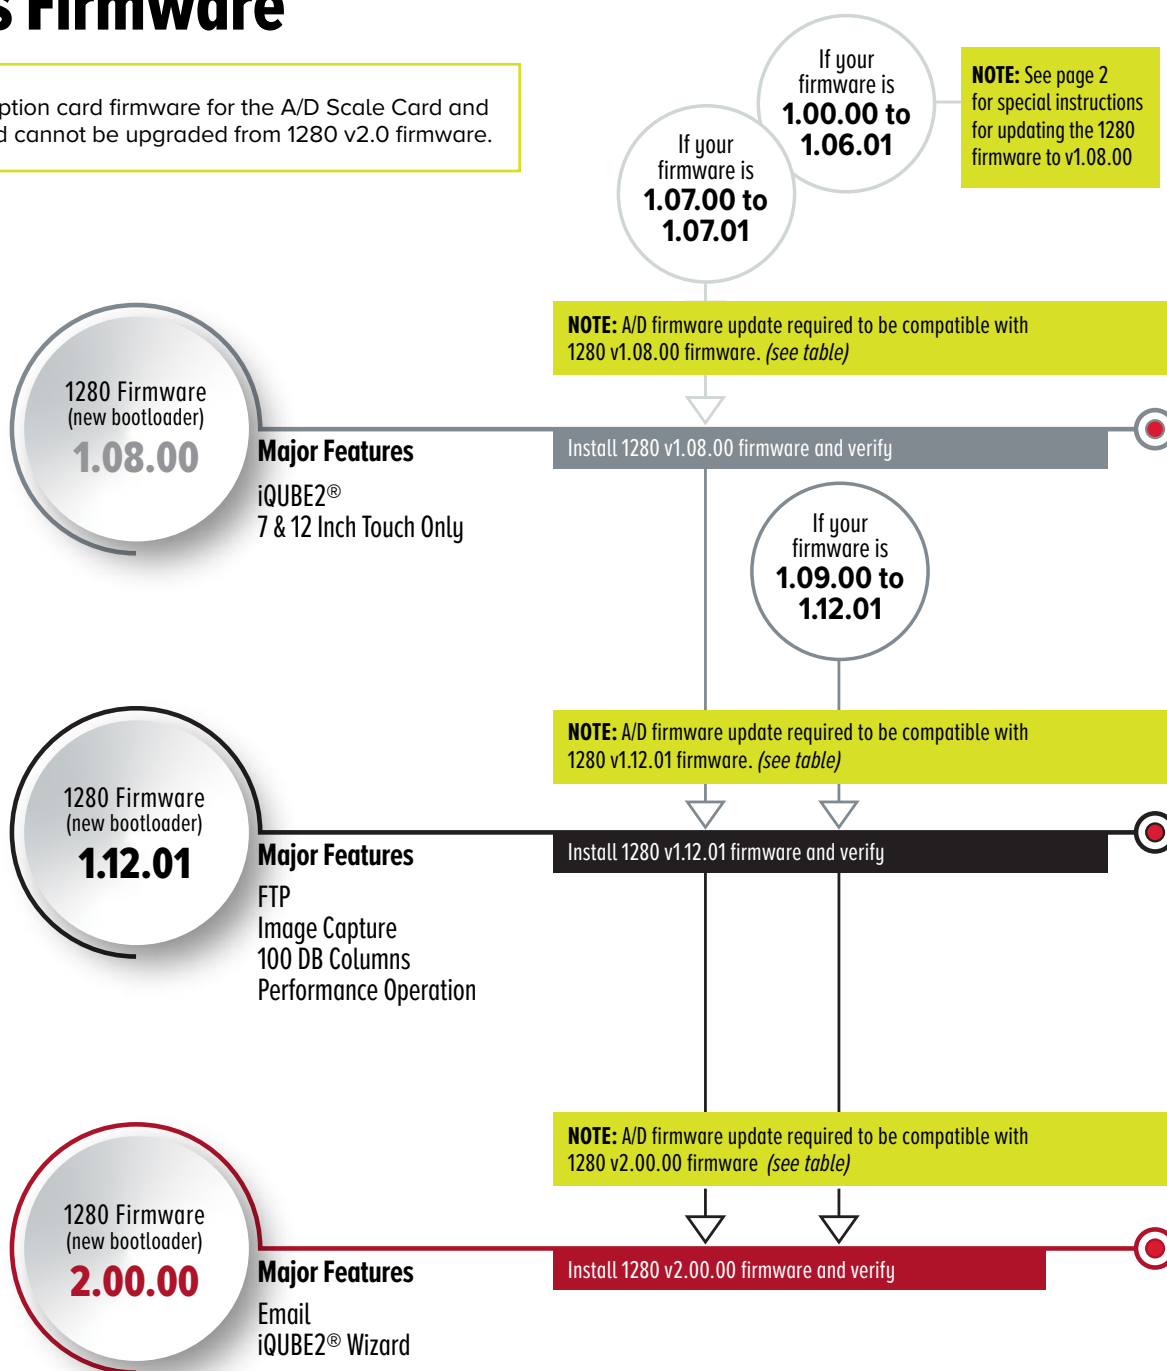 Firmware
card firmware for the A/D Scale Card and
cannot be upgraded from 1280 v2.0 firmware.
If your
firmware is
1.00.00 to
1.06.01
NOTE: See page 2
for special instructions
for updating the 1280
firmware to v1.08.00
If your
firmware is
1.07.00 to
1.07.01
NOTE: A/D firmware update required to be compatible with
1280 v1.08.00 firmware. (see table)
1280 Firmware
(new bootloader)
1.08.00
Major Features
iQUBE2®
7 & 12 Inch Touch Only
Install 1280 v1.08.00 firmware and verify
If your
firmware is
1.09.00 to
1.12.01
NOTE: A/D firmware update required to be compatible with
1280 v1.12.01 firmware. (see table)
1280 Firmware
(new bootloader)
1.12.01
Major Features
FTP
Image Capture
100 DB Columns
Performance Operation
Install 1280 v1.12.01 firmware and verify
NOTE: A/D firmware update required to be compatible with
1280 v2.00.00 firmware (see table)
1280 Firmware
(new bootloader)
2.00.00
Major Features
Email
iQUBE2® Wizard
Install 1280 v2.00.00 firmware and verify